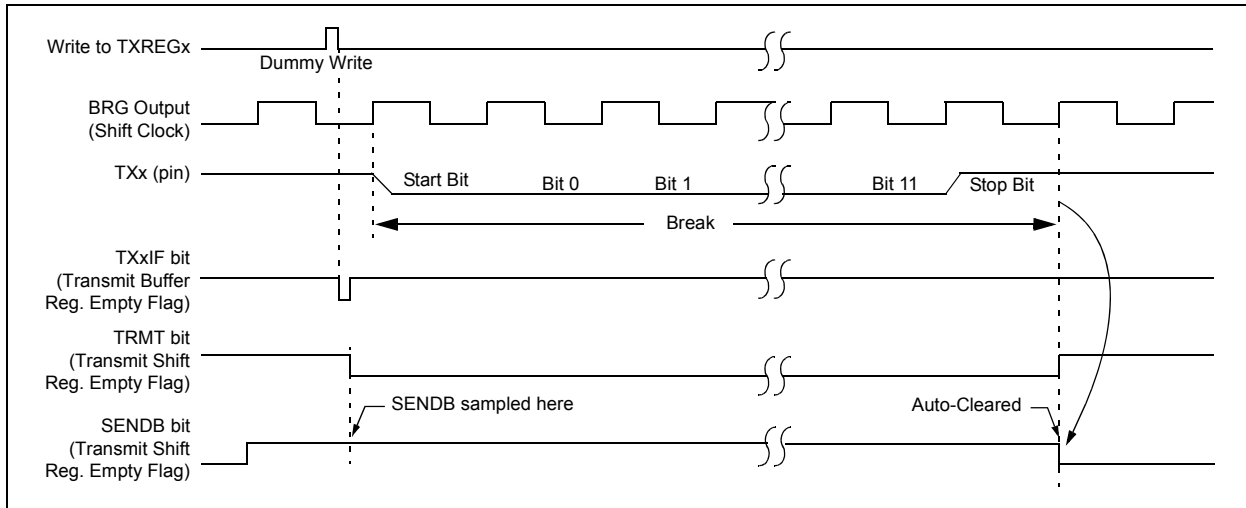 Write to TXREGx
Dummy Write
BRG Output
(Shift Clock)
TXx (pin)
Start Bit
Bit 0
Bit 1
Bit 11
Stop Bit
Break
TXxIF bit
(Transmit Buffer
Reg. Empty Flag)
TRMT bit
(Transmit Shift
Reg. Empty Flag)
SENDB sampled here
Auto-Cleared
SENDB bit
(Transmit Shift
Reg. Empty Flag)